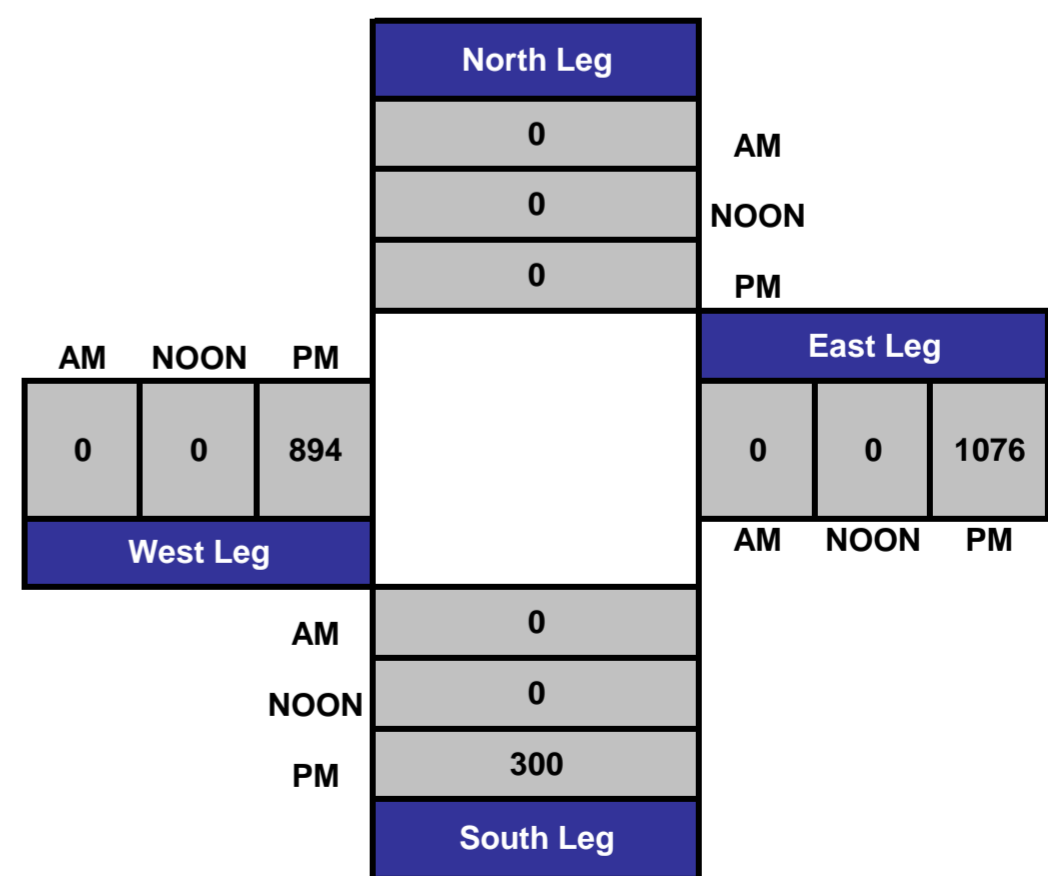 North Leg
0
AM
0
NOON
0
PM
East Leg
AM NOON PM
0 0 894
0 0 1076
West Leg
AM NOON PM
AM
0
NOON
0
PM
300
South Leg